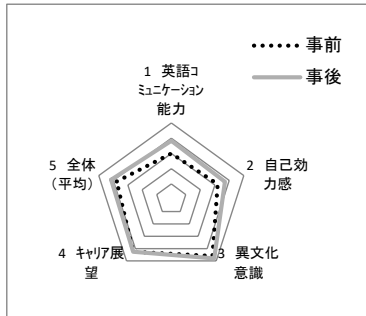 事前
事後
1 英語コ
ミュニケーション
能力
2 自己効
力感
3 異文化
意識
4 キャリア展
望
5 全体
（平均）